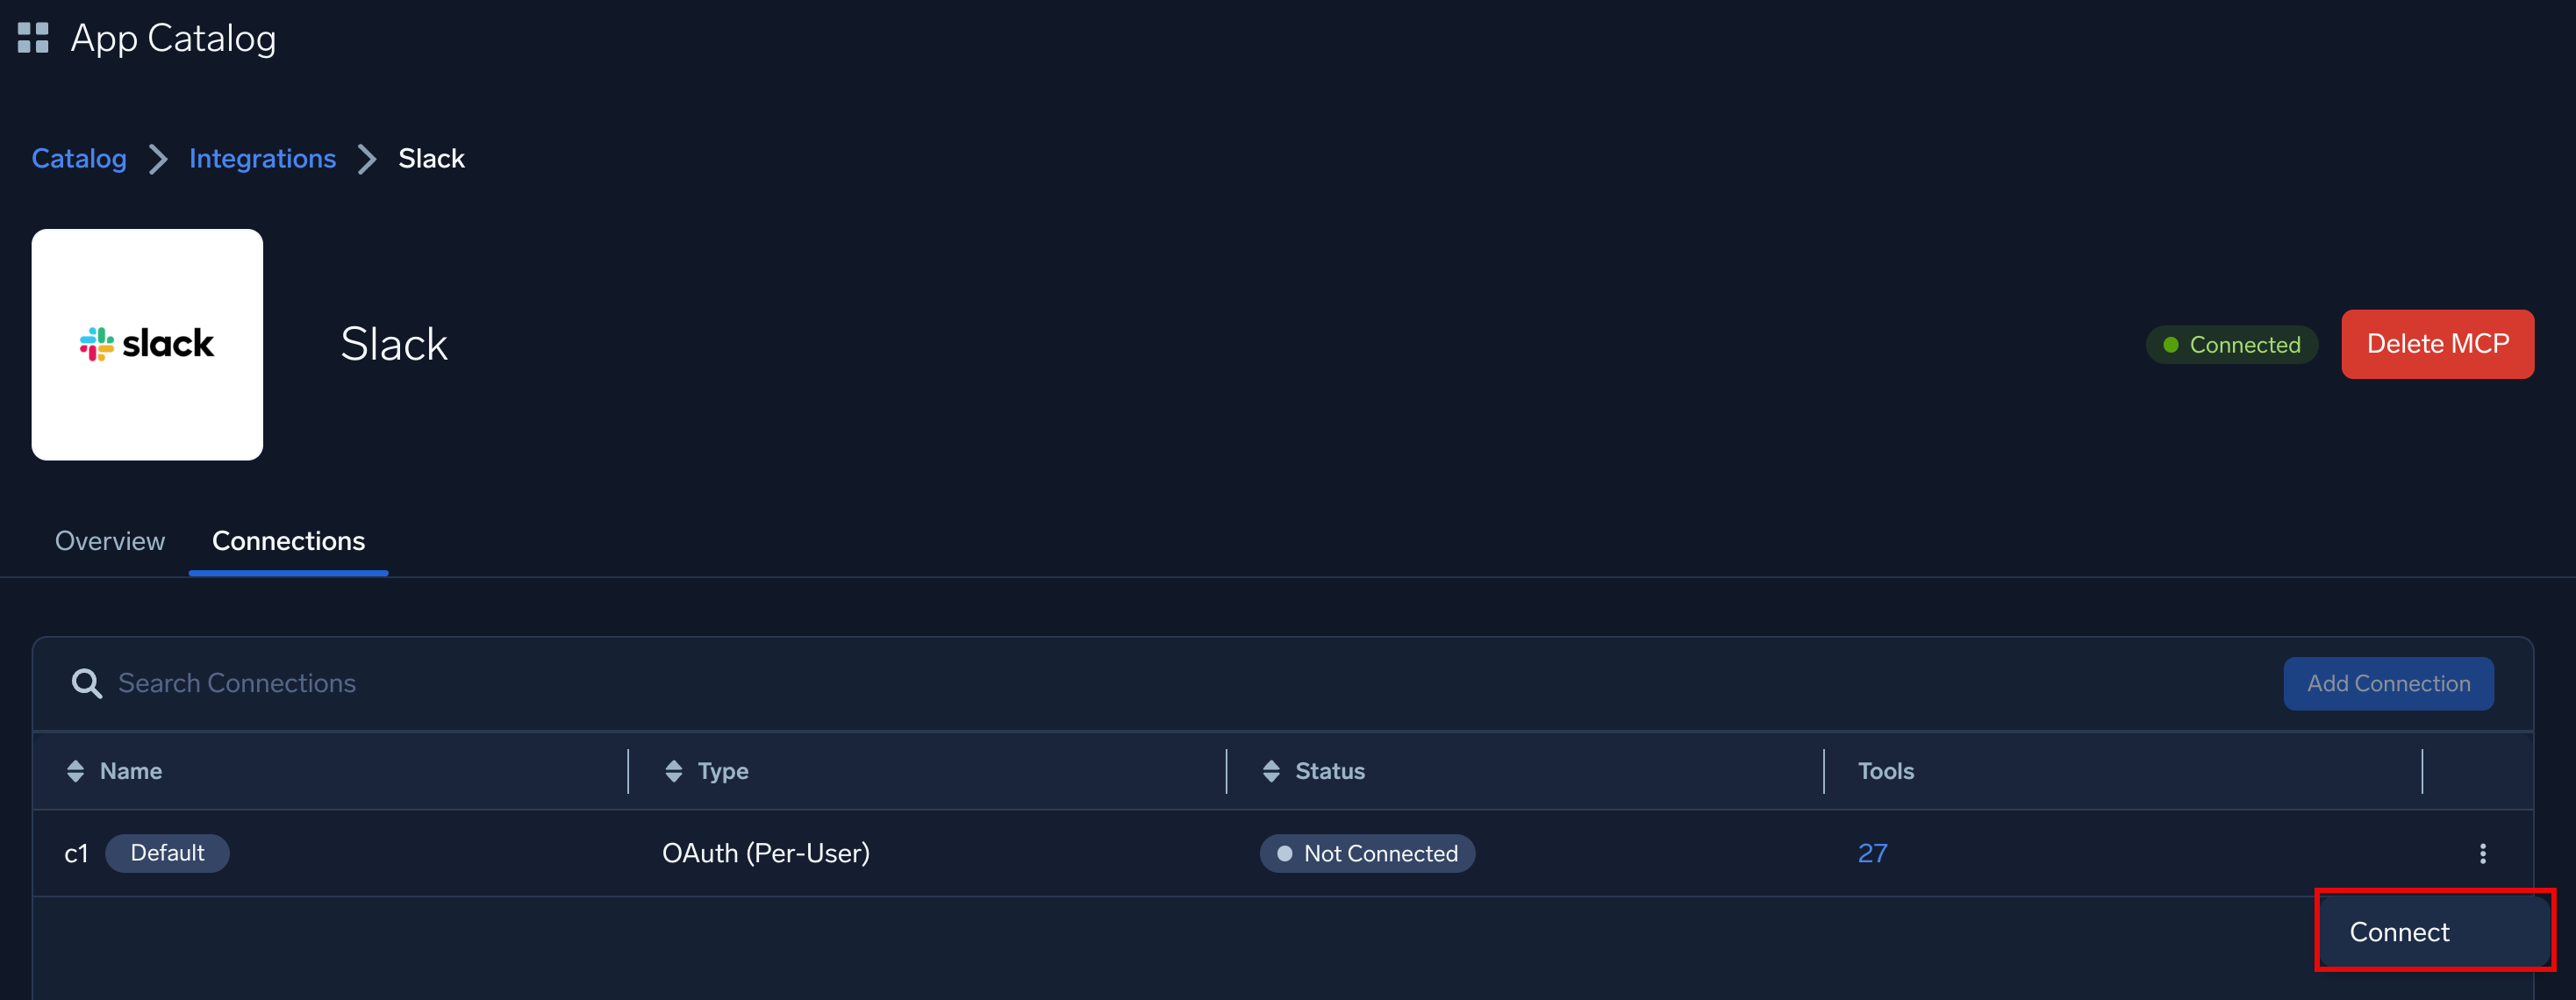 App Catalog
Catalog Integrations Slack
slack
Slack
Connected
Delete MCP
Overview Connections
Search Connections
Add Connection
Name Type Status Tools
c1 Default OAuth (Per-User) Not Connected 27
Connect